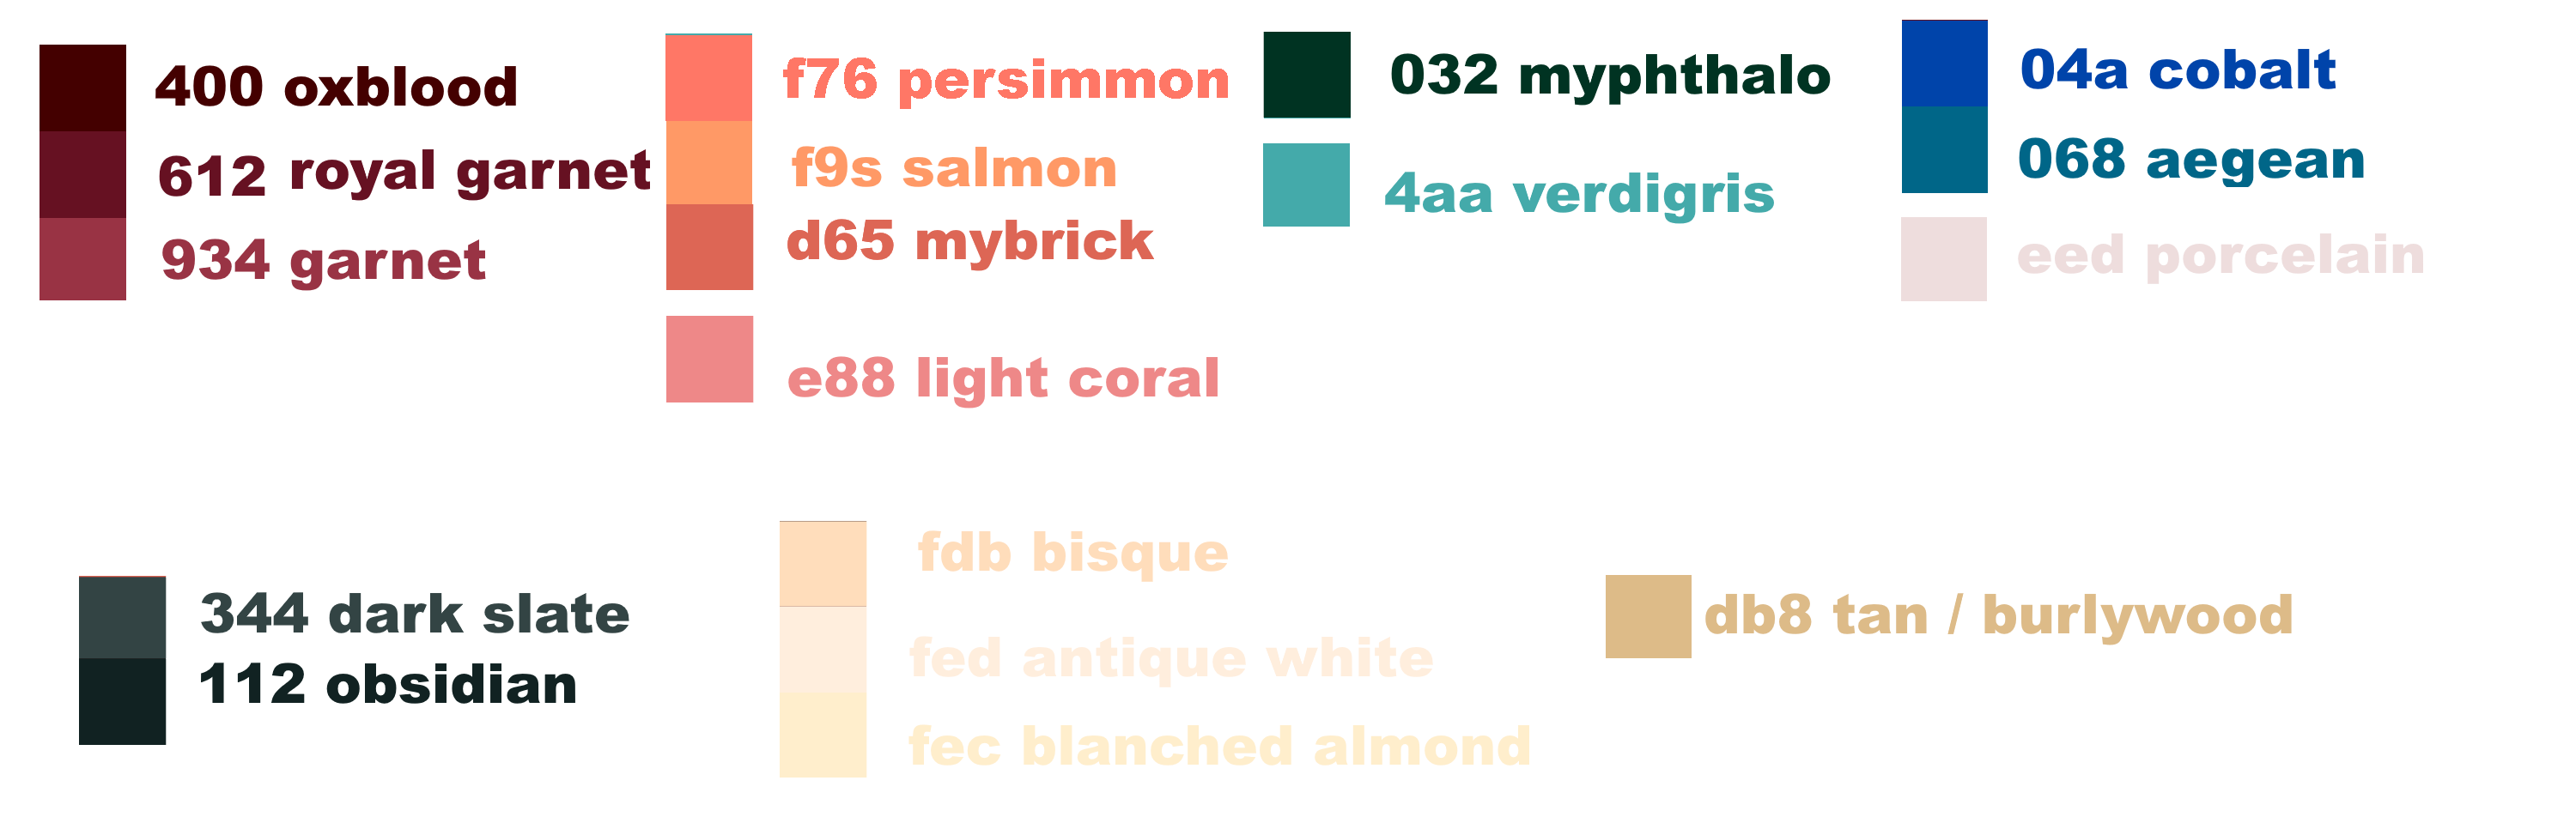 400 oxblood
612 royal garnet
934 garnet
f76 persimmon
f9s salmon
d65 mybrick
e88 light coral
032 myphthalo
4aa verdigris
04a cobalt
068 aegean
eed porcelain
344 dark slate
112 obsidian
fdb bisque
fed antique white
fec blanched almond
db8 tan / burlywood